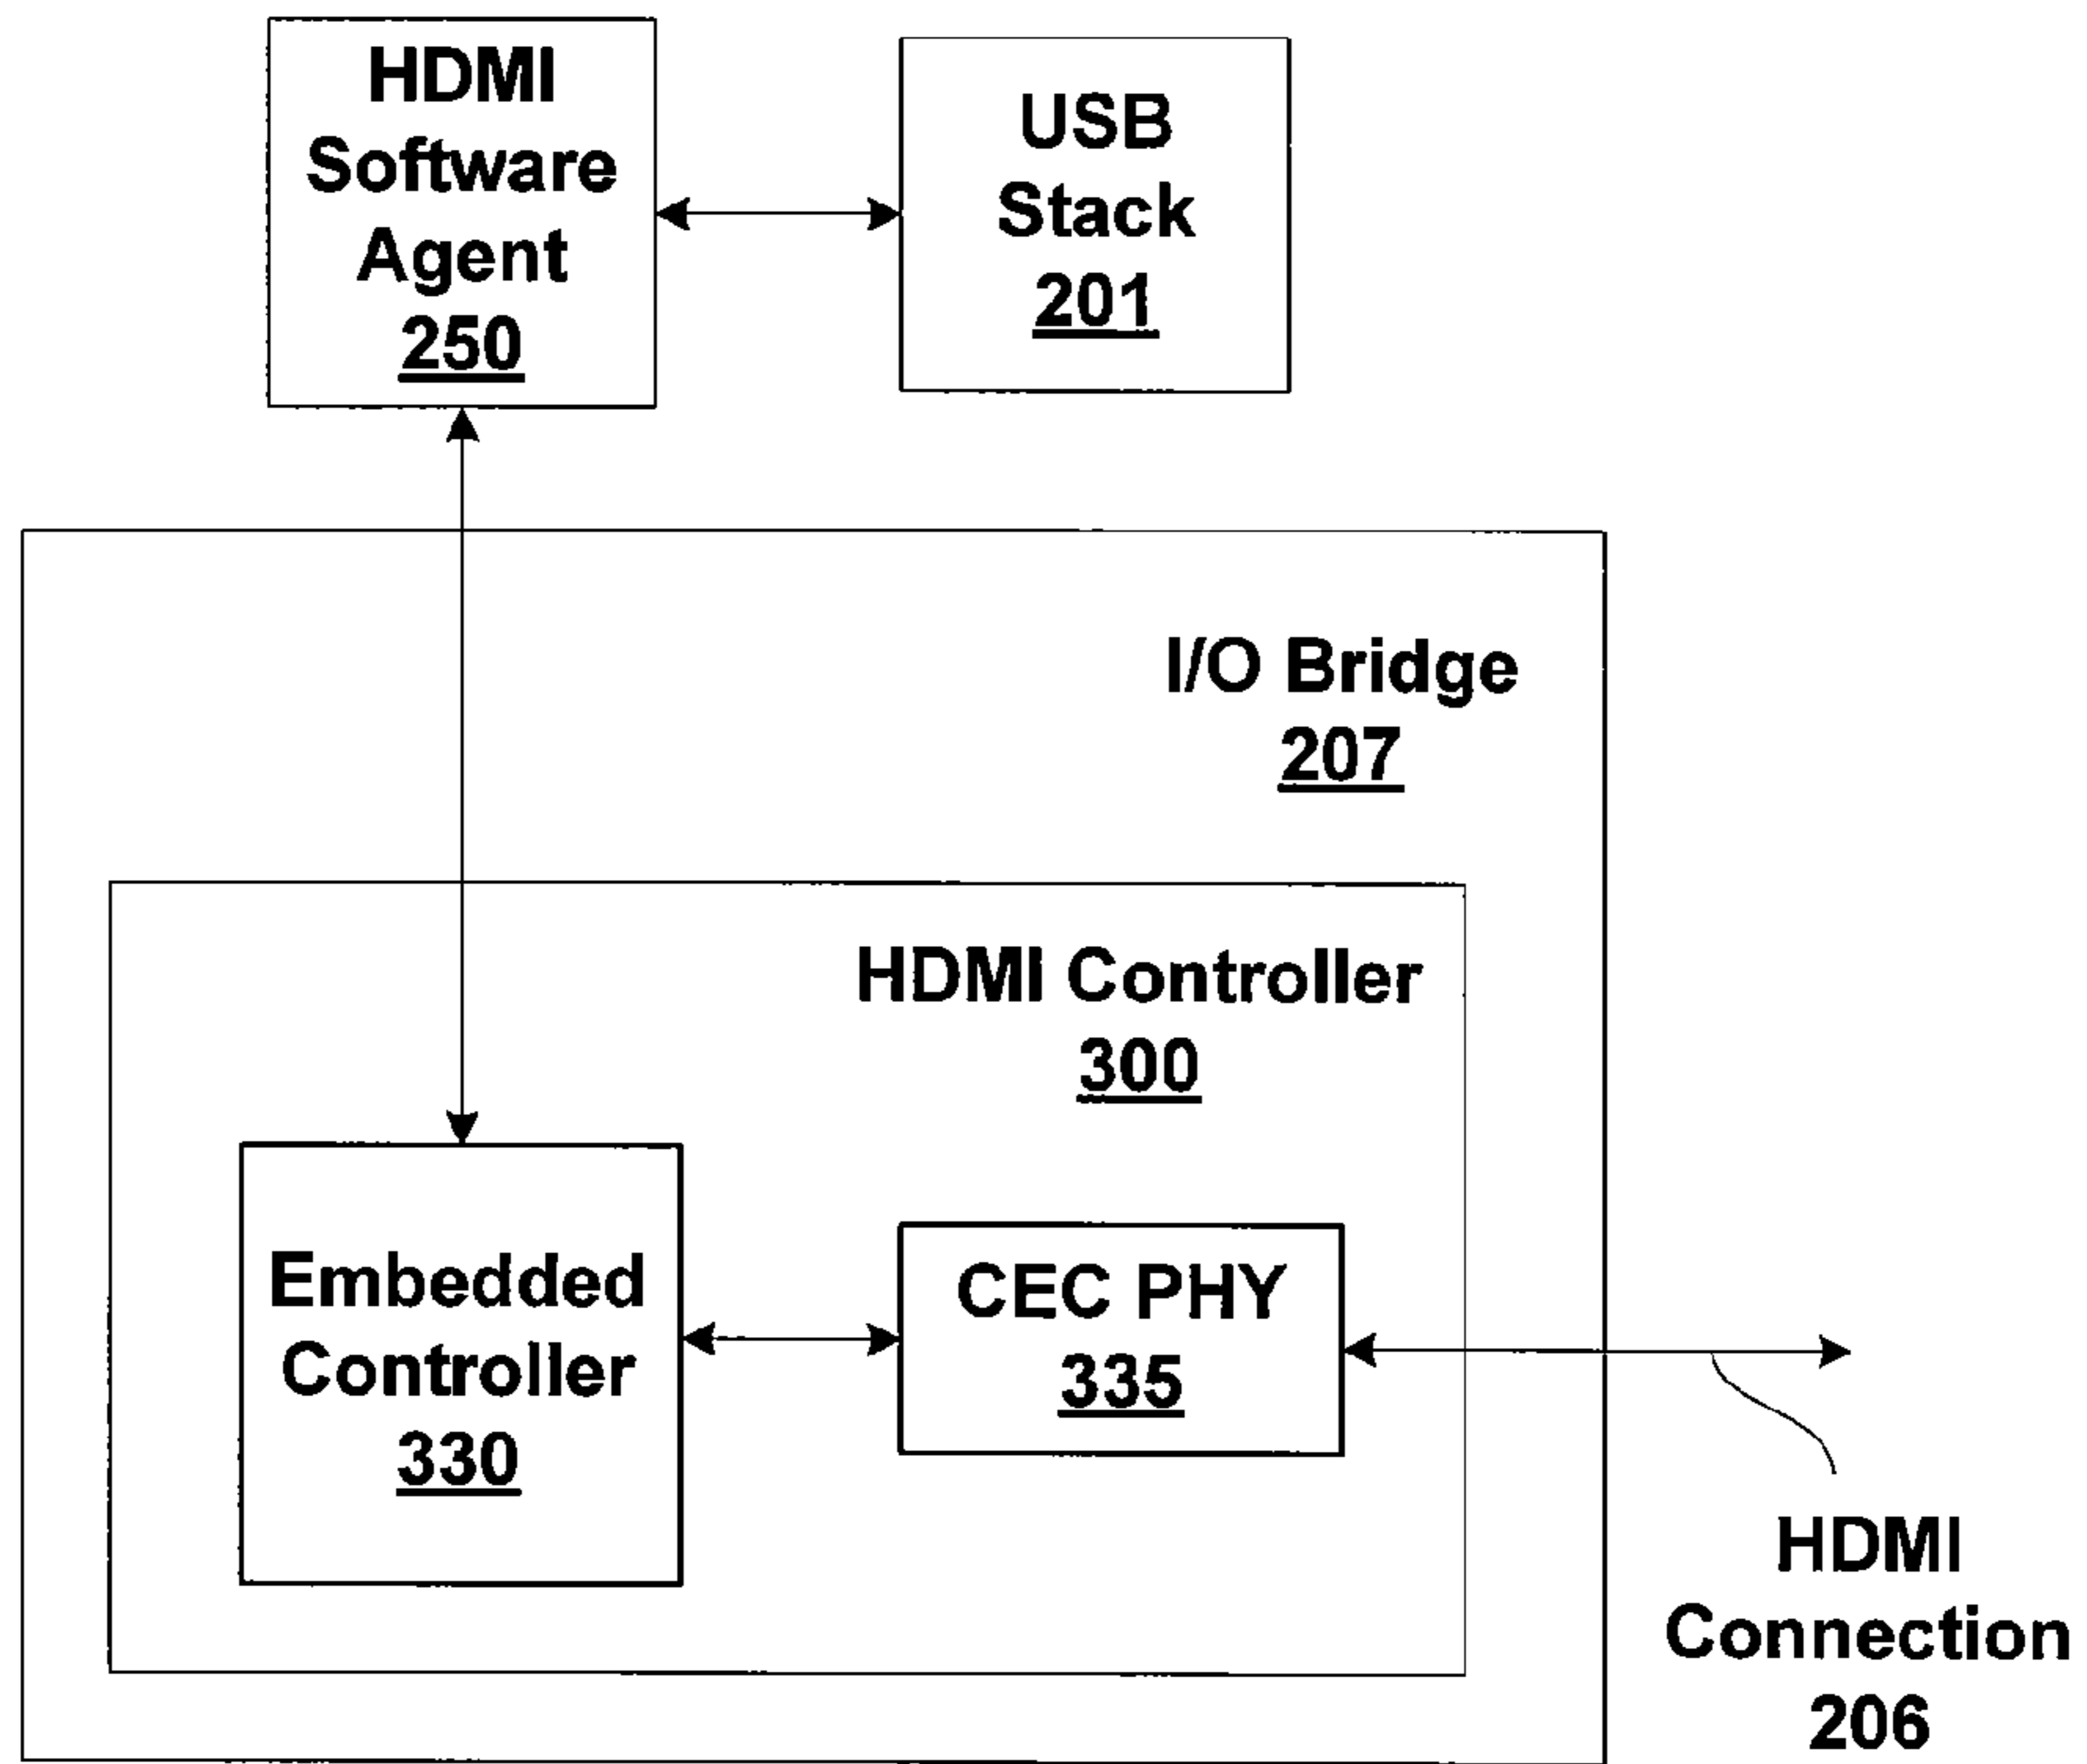 HDMI
Software
Agent
250
USB
Stack
201
I/O Bridge
207
HDMI Controller
300
Embedded
Controller
330
CEC PHY
335
HDMI
Connection
206